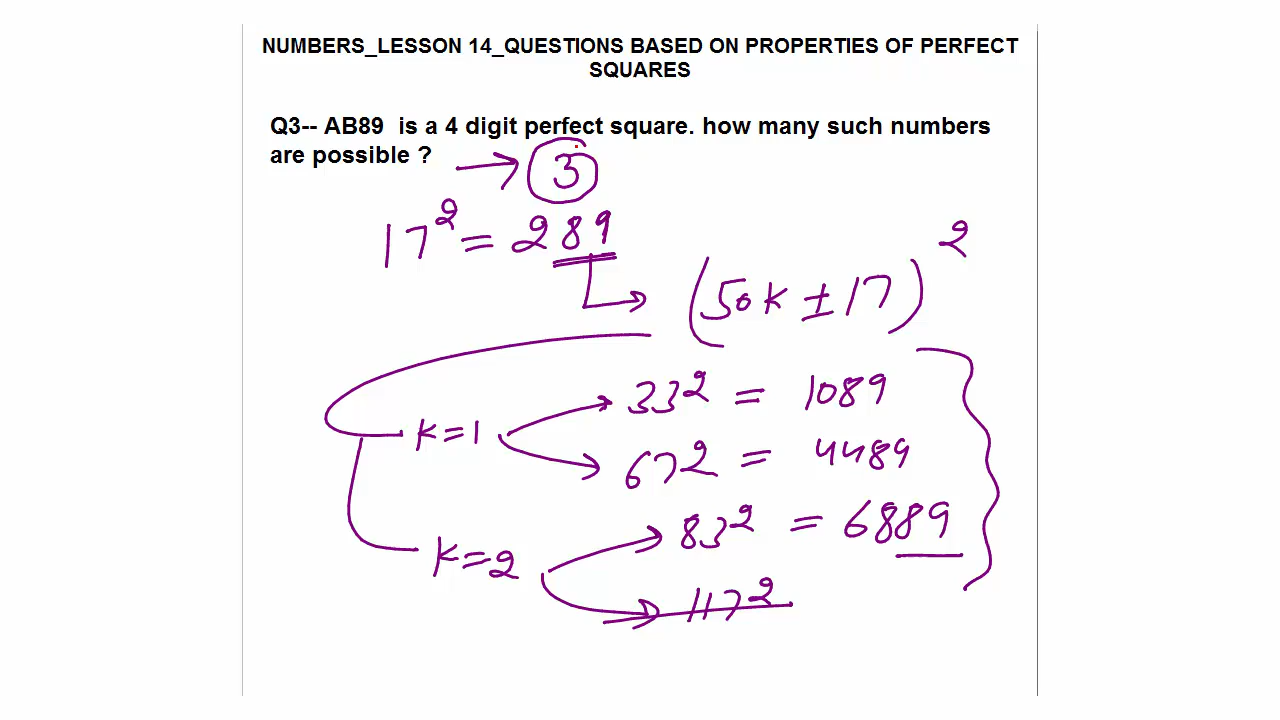 NUMBERS_LESSON 14_QUESTIONS BASED ON PROPERTIES OF PERFECT
SQUARES
Q3-- AB89 is a 4 digit perfect square. how many such numbers
are possible ?
→ 3
17² = 289
(50K ± 17)²
K=1
33² = 1089
67² = 4489
K=2
83² = 6889
117²